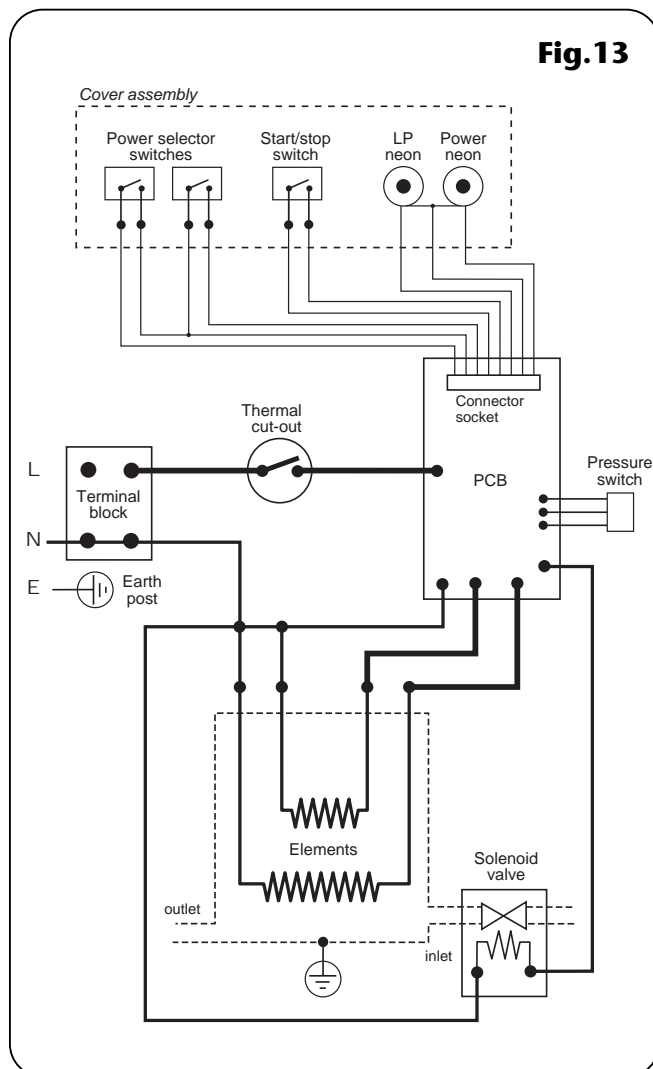 Fig.13
Cover assembly
Power selector
switches
Start/stop
switch
LP
neon
Power
neon
Connector
socket
Thermal
cut-out
PCB
Pressure
switch
L
Terminal
block
N
E
Earth
post
Elements
Solenoid
valve
outlet
inlet